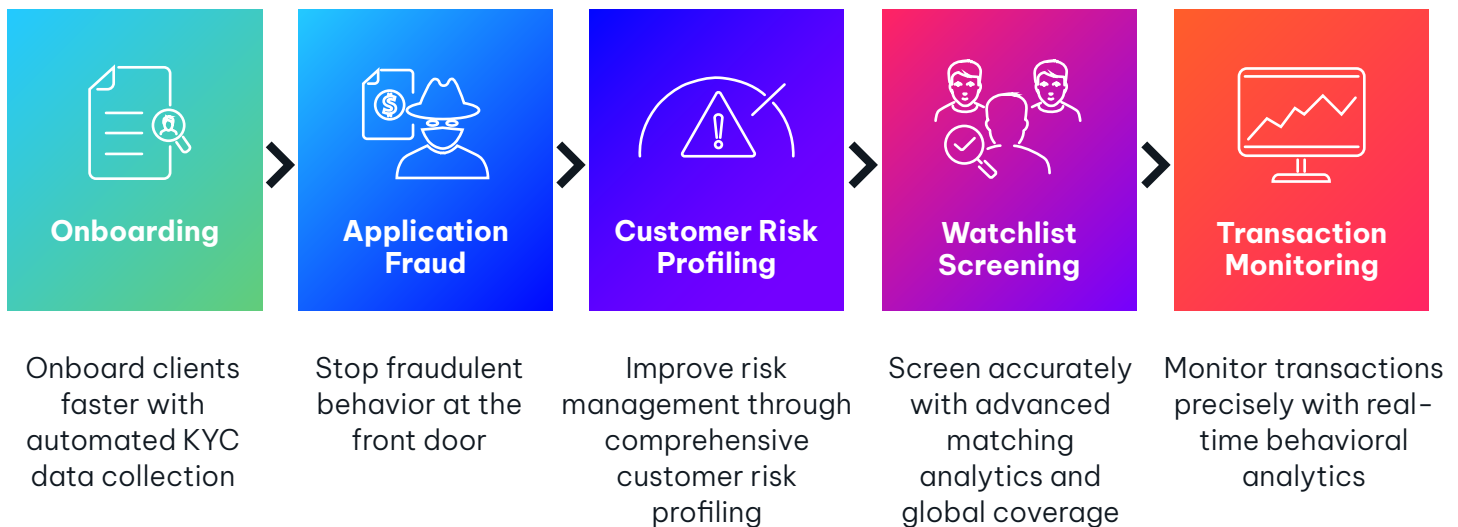 Onboarding
Application
Fraud
Customer Risk
Profiling
Watchlist
Screening
Transaction
Monitoring
Onboard clients
faster with
automated KYC
data collection
Stop fraudulent
behavior at the
front door
Improve risk
management through
comprehensive
customer risk
profiling
Screen accurately
with advanced
matching
analytics and
global coverage
Monitor transactions
precisely with real-
time behavioral
analytics